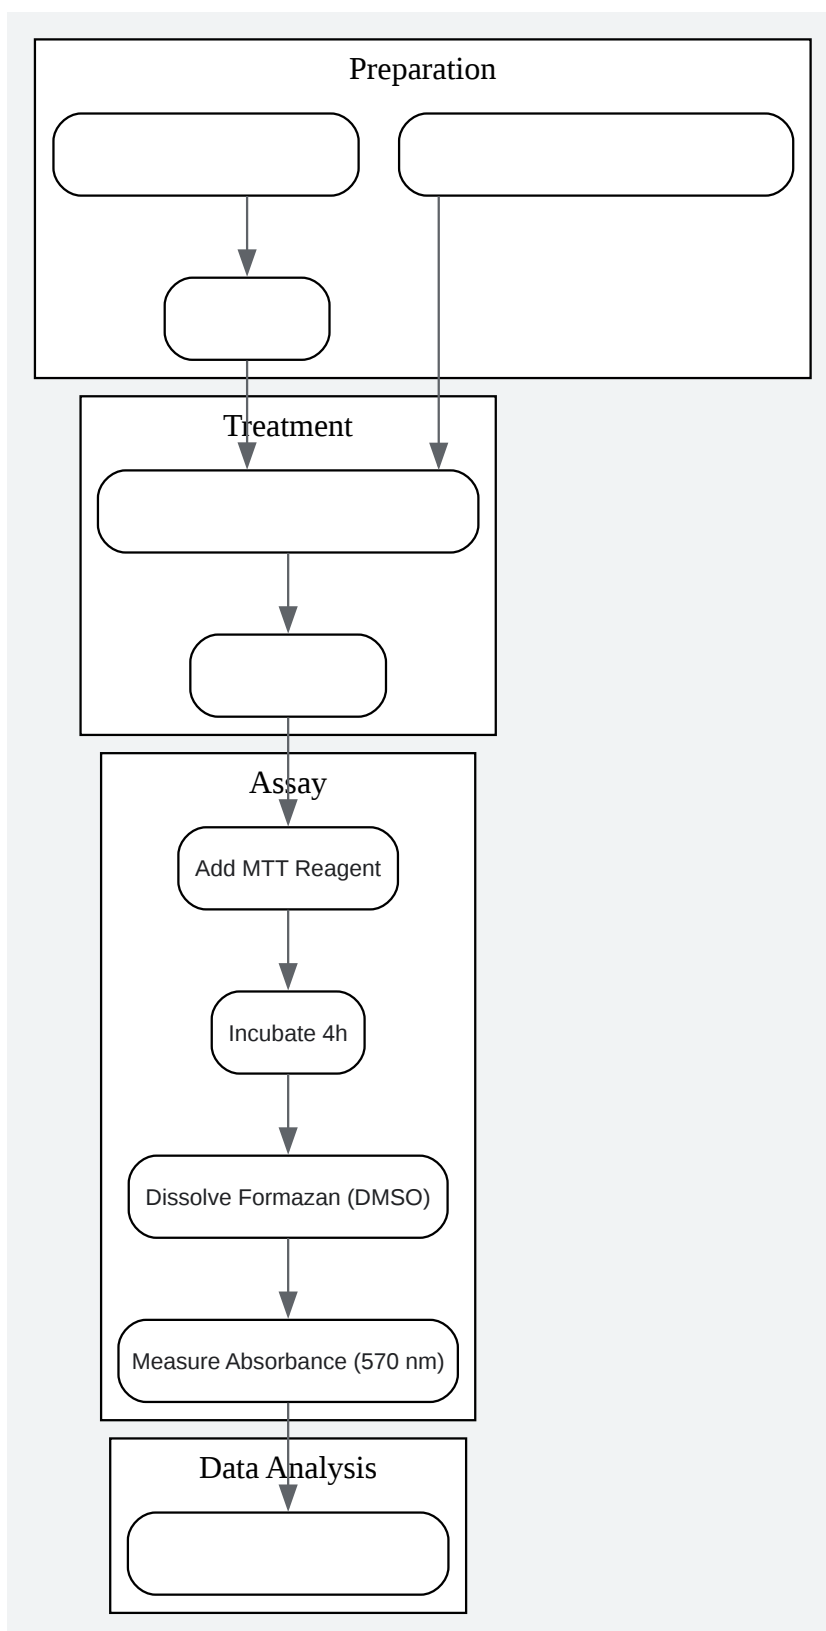 Preparation
Treatment
Assay
Add MTT Reagent
Incubate 4h
Dissolve Formazan (DMSO)
Measure Absorbance (570 nm)
Data Analysis